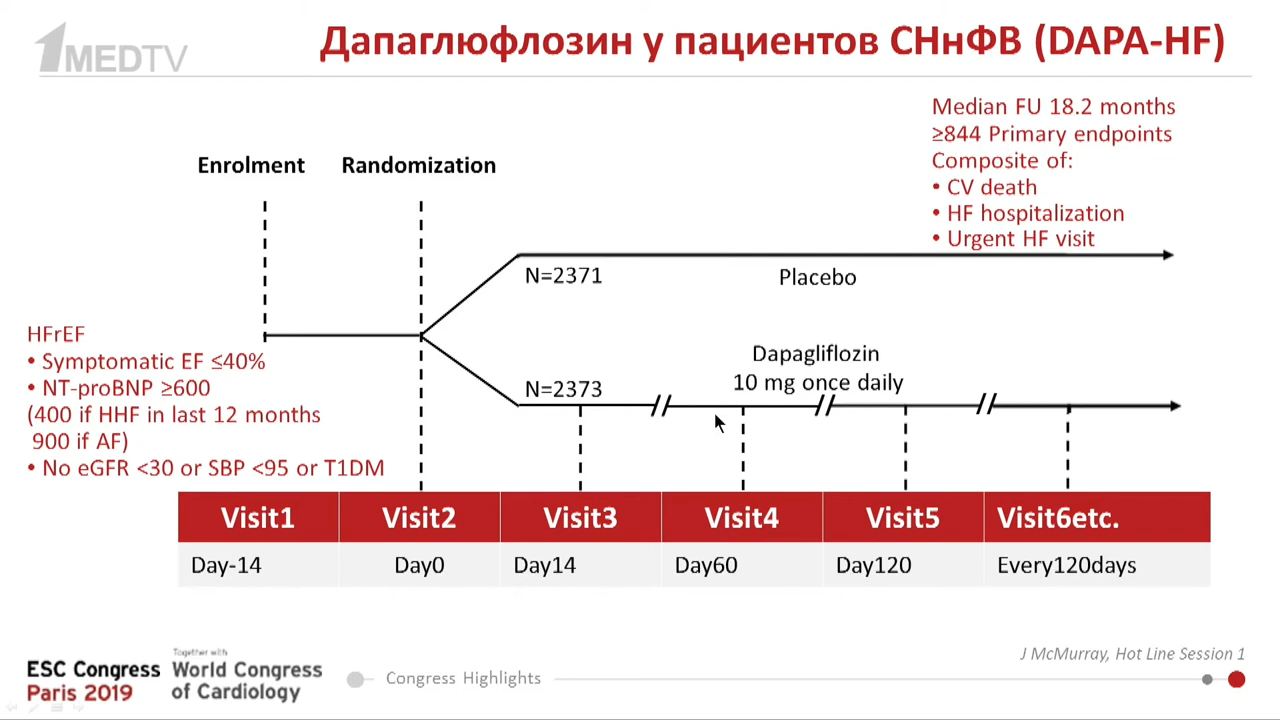 1MEDTV
Дапаглюфлозин у пациентов СНнФВ (DAPA-HF)
Median FU 18.2 months
≥844 Primary endpoints
Composite of:
• CV death
• HF hospitalization
• Urgent HF visit
Enrolment
Randomization
N=2371
Placebo
HFrEF
• Symptomatic EF ≤40%
• NT-proBNP ≥600
(400 if HHF in last 12 months
900 if AF)
• No eGFR <30 or SBP <95 or T1DM
Dapagliflozin
10 mg once daily
N=2373
Visit1 Visit2 Visit3 Visit4 Visit5 Visit6etc.
Day-14 Day0 Day14 Day60 Day120 Every120days
J McMurray, Hot Line Session 1
ESC Congress
Paris 2019
Together with
World Congress
of Cardiology
Congress Highlights